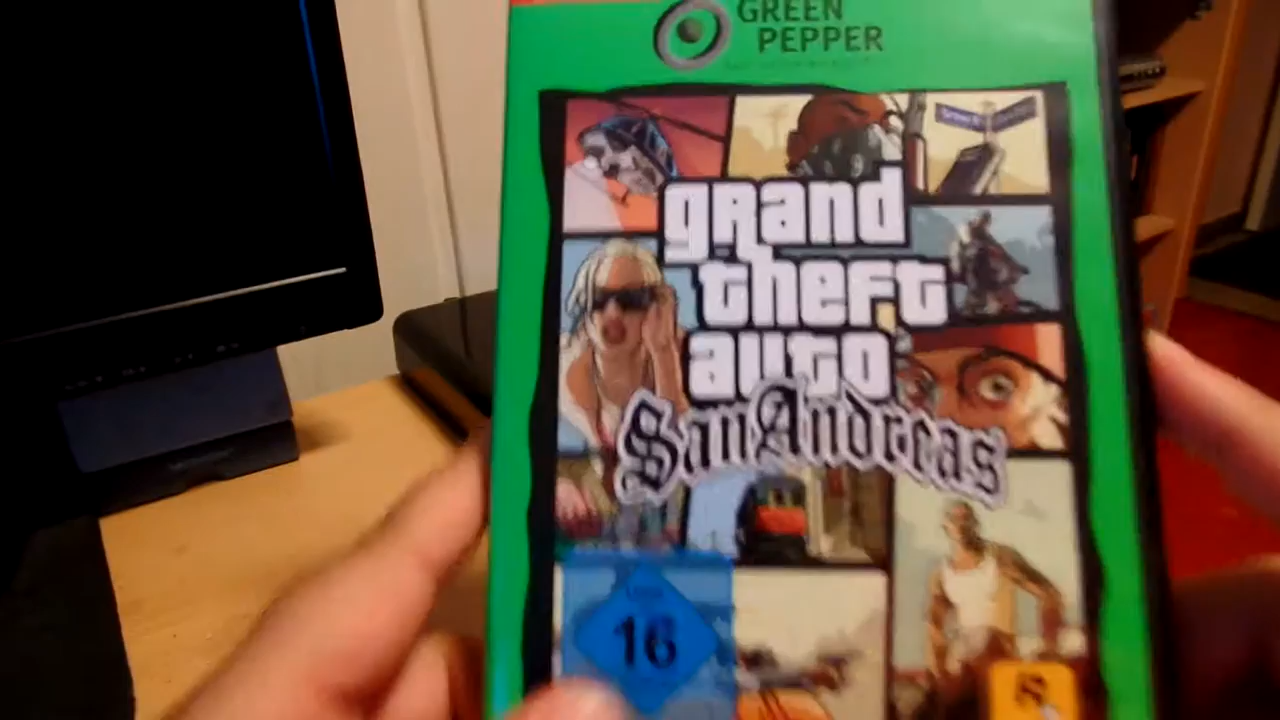 GREEN
PEPPER
grand
theft
auto
San Andreas
16
R